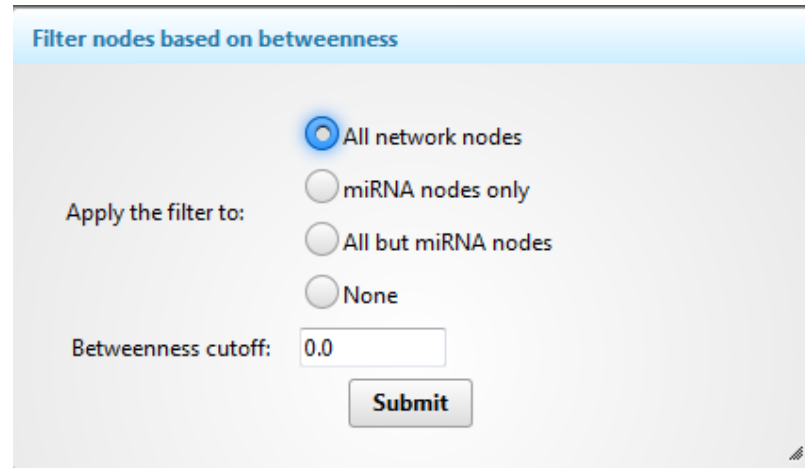 Filter nodes based on betweenness
All network nodes
miRNA nodes only
Apply the filter to:
All but miRNA nodes
None
Betweenness cutoff: 0.0
Submit